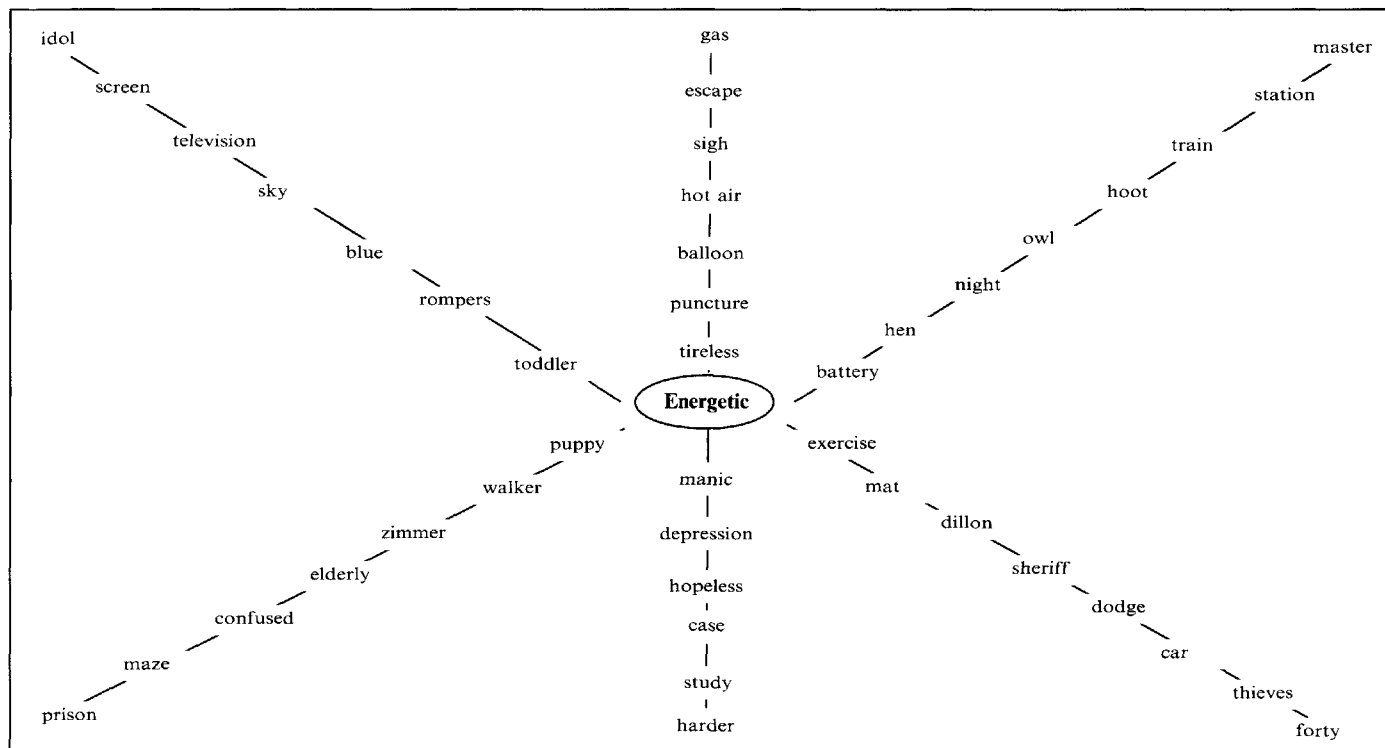 idol
gas
master
screen
escape
station
television
sigh
train
sky
hot air
hoot
blue
balloon
owl
rompers
puncture
night
toddler
tireless
hen
battery
Energetic
puppy
exercise
walker
manic
mat
zimmer
depression
dillon
elderly
hopeless
sheriff
confused
case
dodge
maze
study
car
prison
harder
thieves
forty